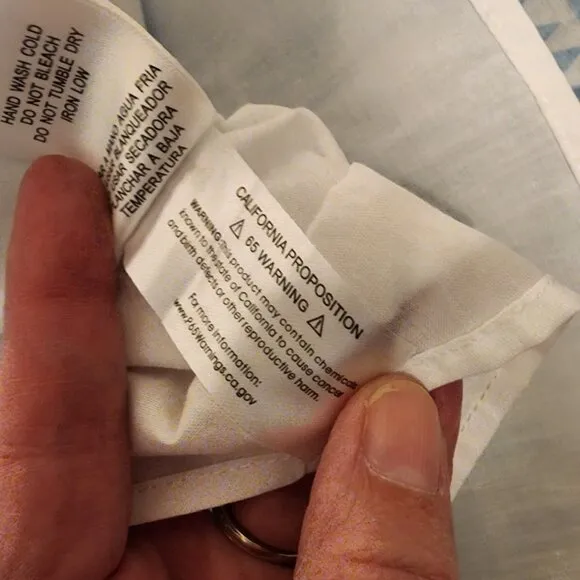 HAND WASH COLD
DO NOT BLEACH
DO NOT TUMBLE DRY
IRON LOW
MANO AGUA FRIA
BLANQUEADOR
SECADORA
PLANCHAR A BAJA
TEMPERATURA
CALIFORNIA PROPOSITION
⚠ 65 WARNING ⚠
WARNING: This product may contain
known to the state of California to cause
and birth defects or other reproductive harm.
For more information:
www.P65Warnings.ca.gov